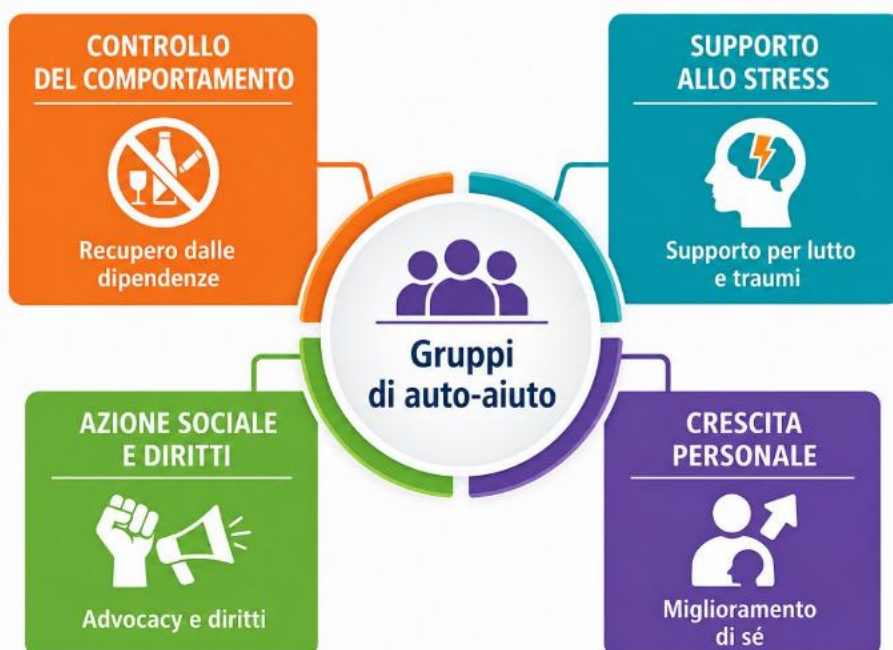 CONTROLLO
DEL COMPORTAMENTO
Recupero dalle
dipendenze
SUPPORTO
ALLO STRESS
Supporto per lutto
e traumi
Gruppi
di auto-aiuto
AZIONE SOCIALE
E DIRITTI
Advocacy e diritti
CRESCITA
PERSONALE
Miglioramento
di sé